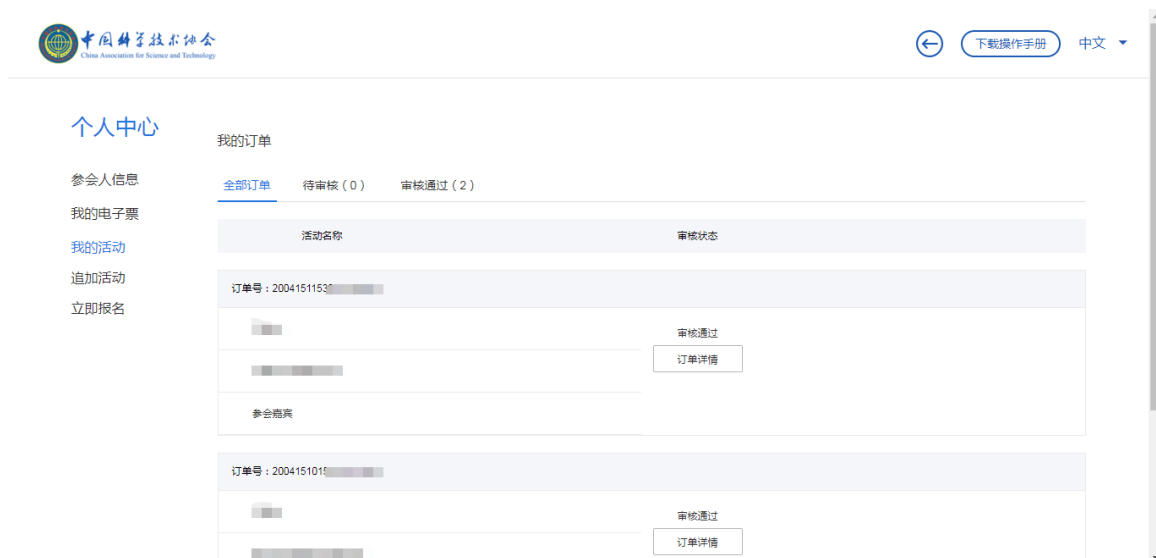 中国科学技术协会
China Association for Science and Technology
下载操作手册
中文
个人中心
参会人信息
我的电子票
我的活动
追加活动
立即报名
我的订单
全部订单 待审核(0) 审核通过(2)
活动名称 审核状态
订单号:2004151153
审核通过
订单详情
参会嘉宾
订单号:200415101
审核通过
订单详情